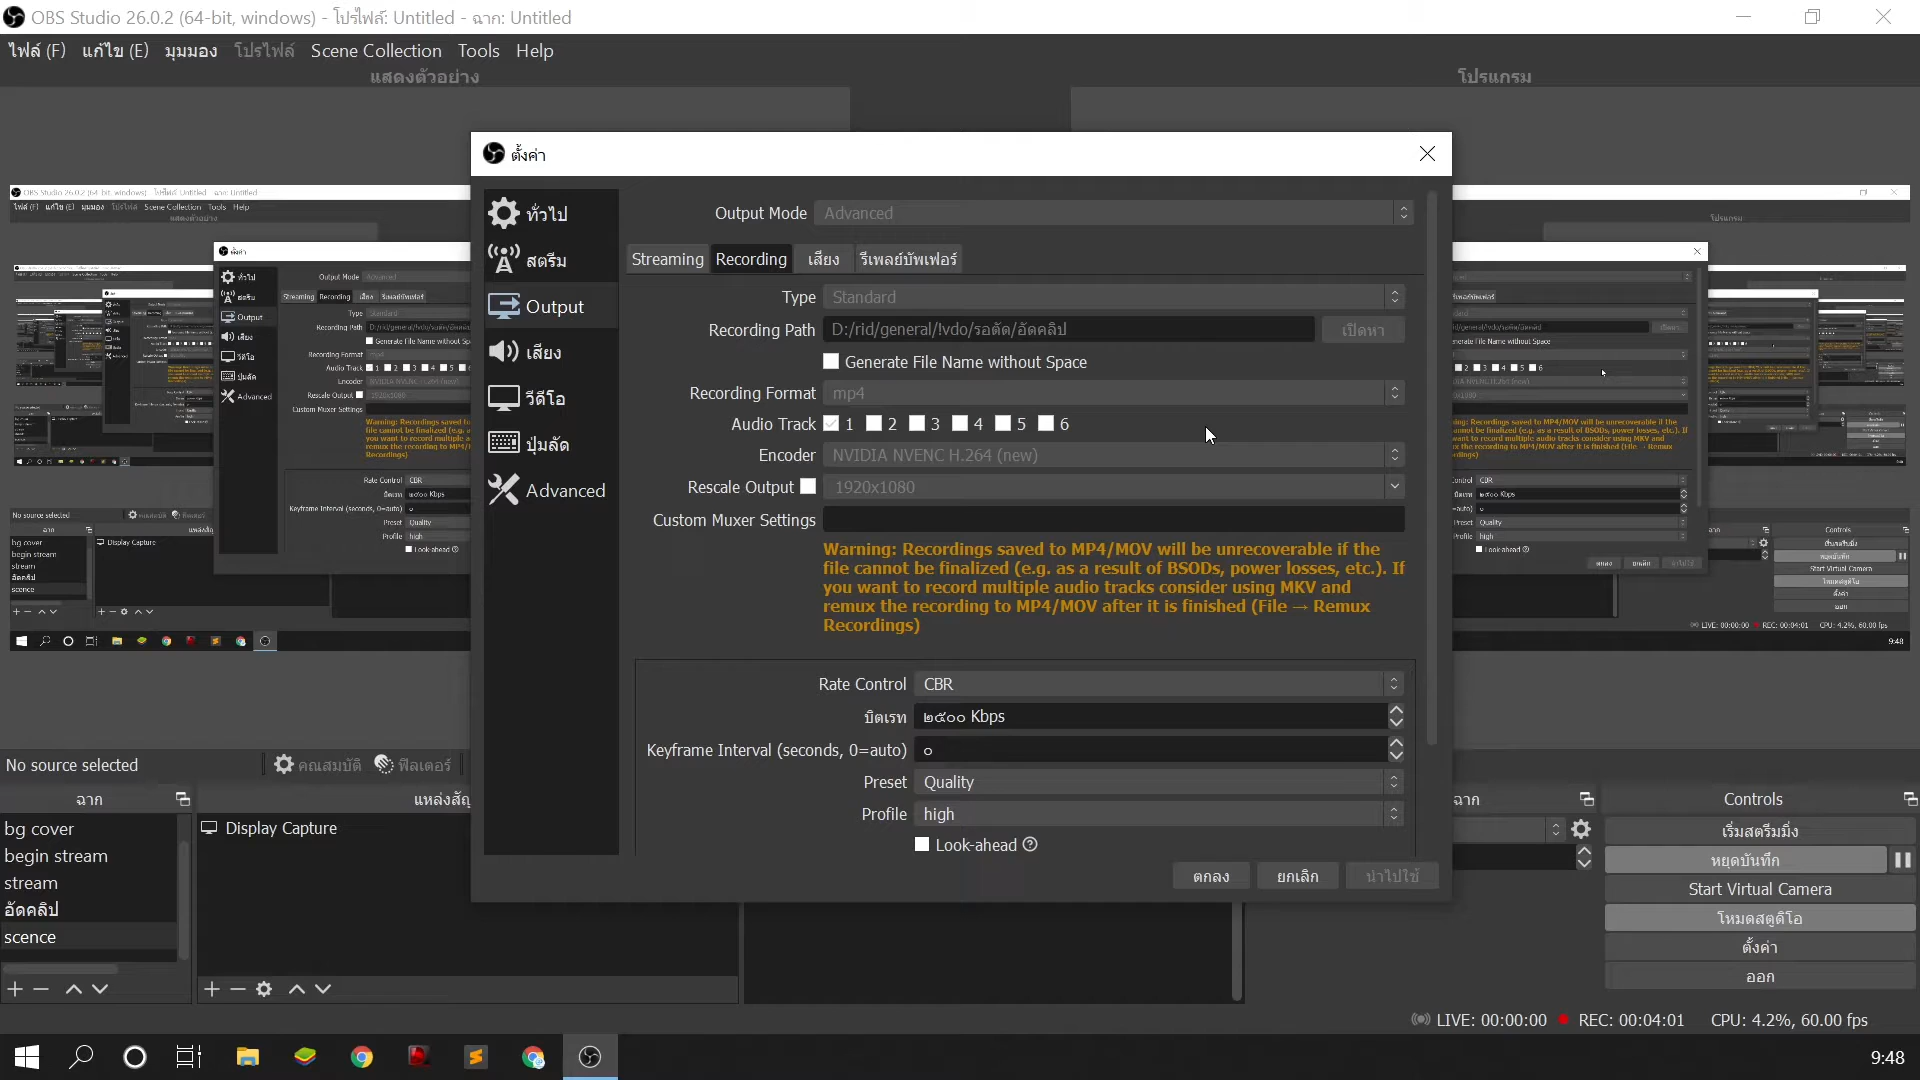 OBS Studio 26.0.2 (64-bit, windows) - โปรไฟล์: Untitled - ฉาก: Untitled
ไฟล์ (F) แก้ไข (E) มุมมอง โปรไฟล์ Scene Collection Tools Help
แสดงตัวอย่าง
โปรแกรม
ตั้งค่า
ทั่วไป
สตรีม
Output
เสียง
วีดีโอ
ปุ่มลัด
Advanced
Output Mode Advanced
Streaming Recording เสียง รีเพลย์บัพเฟอร์
Type Standard
Recording Path D:/rid/general/!vdo/รอตัด/อัดคลิป เปิดหา
Generate File Name without Space
Recording Format mp4
Audio Track 1 2 3 4 5 6
Encoder NVIDIA NVENC H.264 (new)
Rescale Output 1920x1080
Custom Muxer Settings
Warning: Recordings saved to MP4/MOV will be unrecoverable if the
file cannot be finalized (e.g. as a result of BSODs, power losses, etc.). If
you want to record multiple audio tracks consider using MKV and
remux the recording to MP4/MOV after it is finished (File → Remux
Recordings)
Rate Control CBR
บิตเรท ๒๕๐๐ Kbps
Keyframe Interval (seconds, 0=auto) ๐
Preset Quality
Profile high
Look-ahead
ตกลง ยกเลิก นำไปใช้
No source selected คุณสมบัติ ฟิลเตอร์
ฉาก
bg cover
begin stream
stream
อัดคลิป
scence
Display Capture
Controls
เริ่มสตรีมมิ่ง
หยุดบันทึก
Start Virtual Camera
โหมดสตูดิโอ
ตั้งค่า
ออก
LIVE: 00:00:00 REC: 00:04:01 CPU: 4.2%, 60.00 fps
9:48